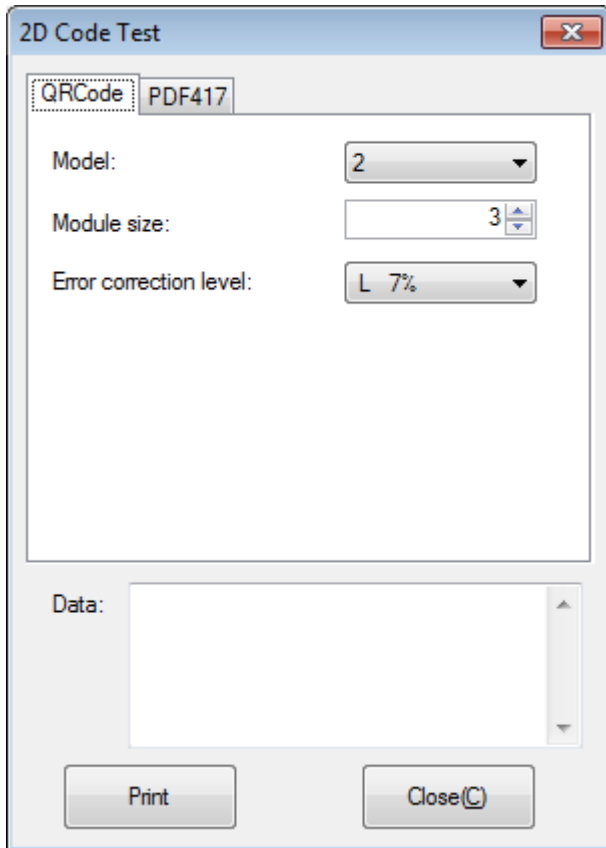 2D Code Test
QRCode PDF417
Model: 2
Module size: 3
Error correction level: L 7%
Data:
Print Close(C)